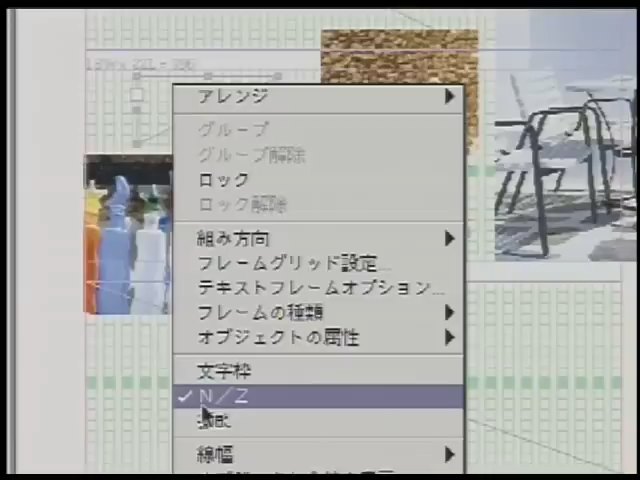 アレンジ
グループ
グループ解除
ロック
ロック解除
組み方向
フレームグリッド設定...
テキストフレームオプション...
フレームの種類
オブジェクトの属性
文字枠
N／Z
線幅